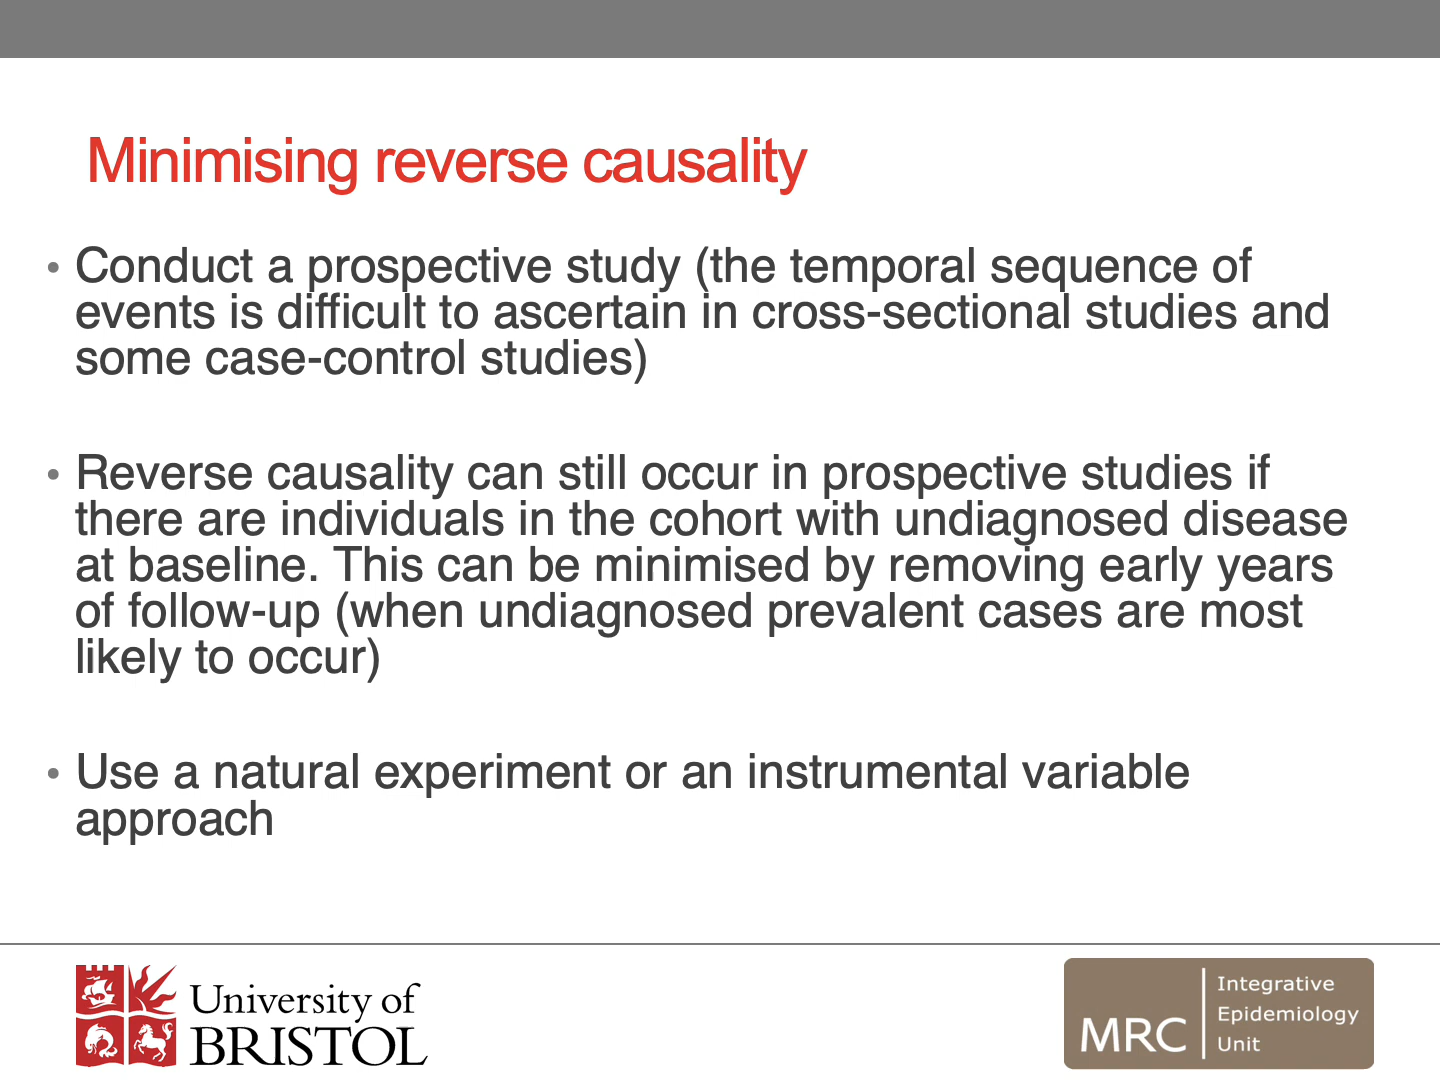 Minimising reverse causality
• Conduct a prospective study (the temporal sequence of
events is difficult to ascertain in cross-sectional studies and
some case-control studies)
• Reverse causality can still occur in prospective studies if
there are individuals in the cohort with undiagnosed disease
at baseline. This can be minimised by removing early years
of follow-up (when undiagnosed prevalent cases are most
likely to occur)
• Use a natural experiment or an instrumental variable
approach
University of
BRISTOL
MRC
Integrative
Epidemiology
Unit